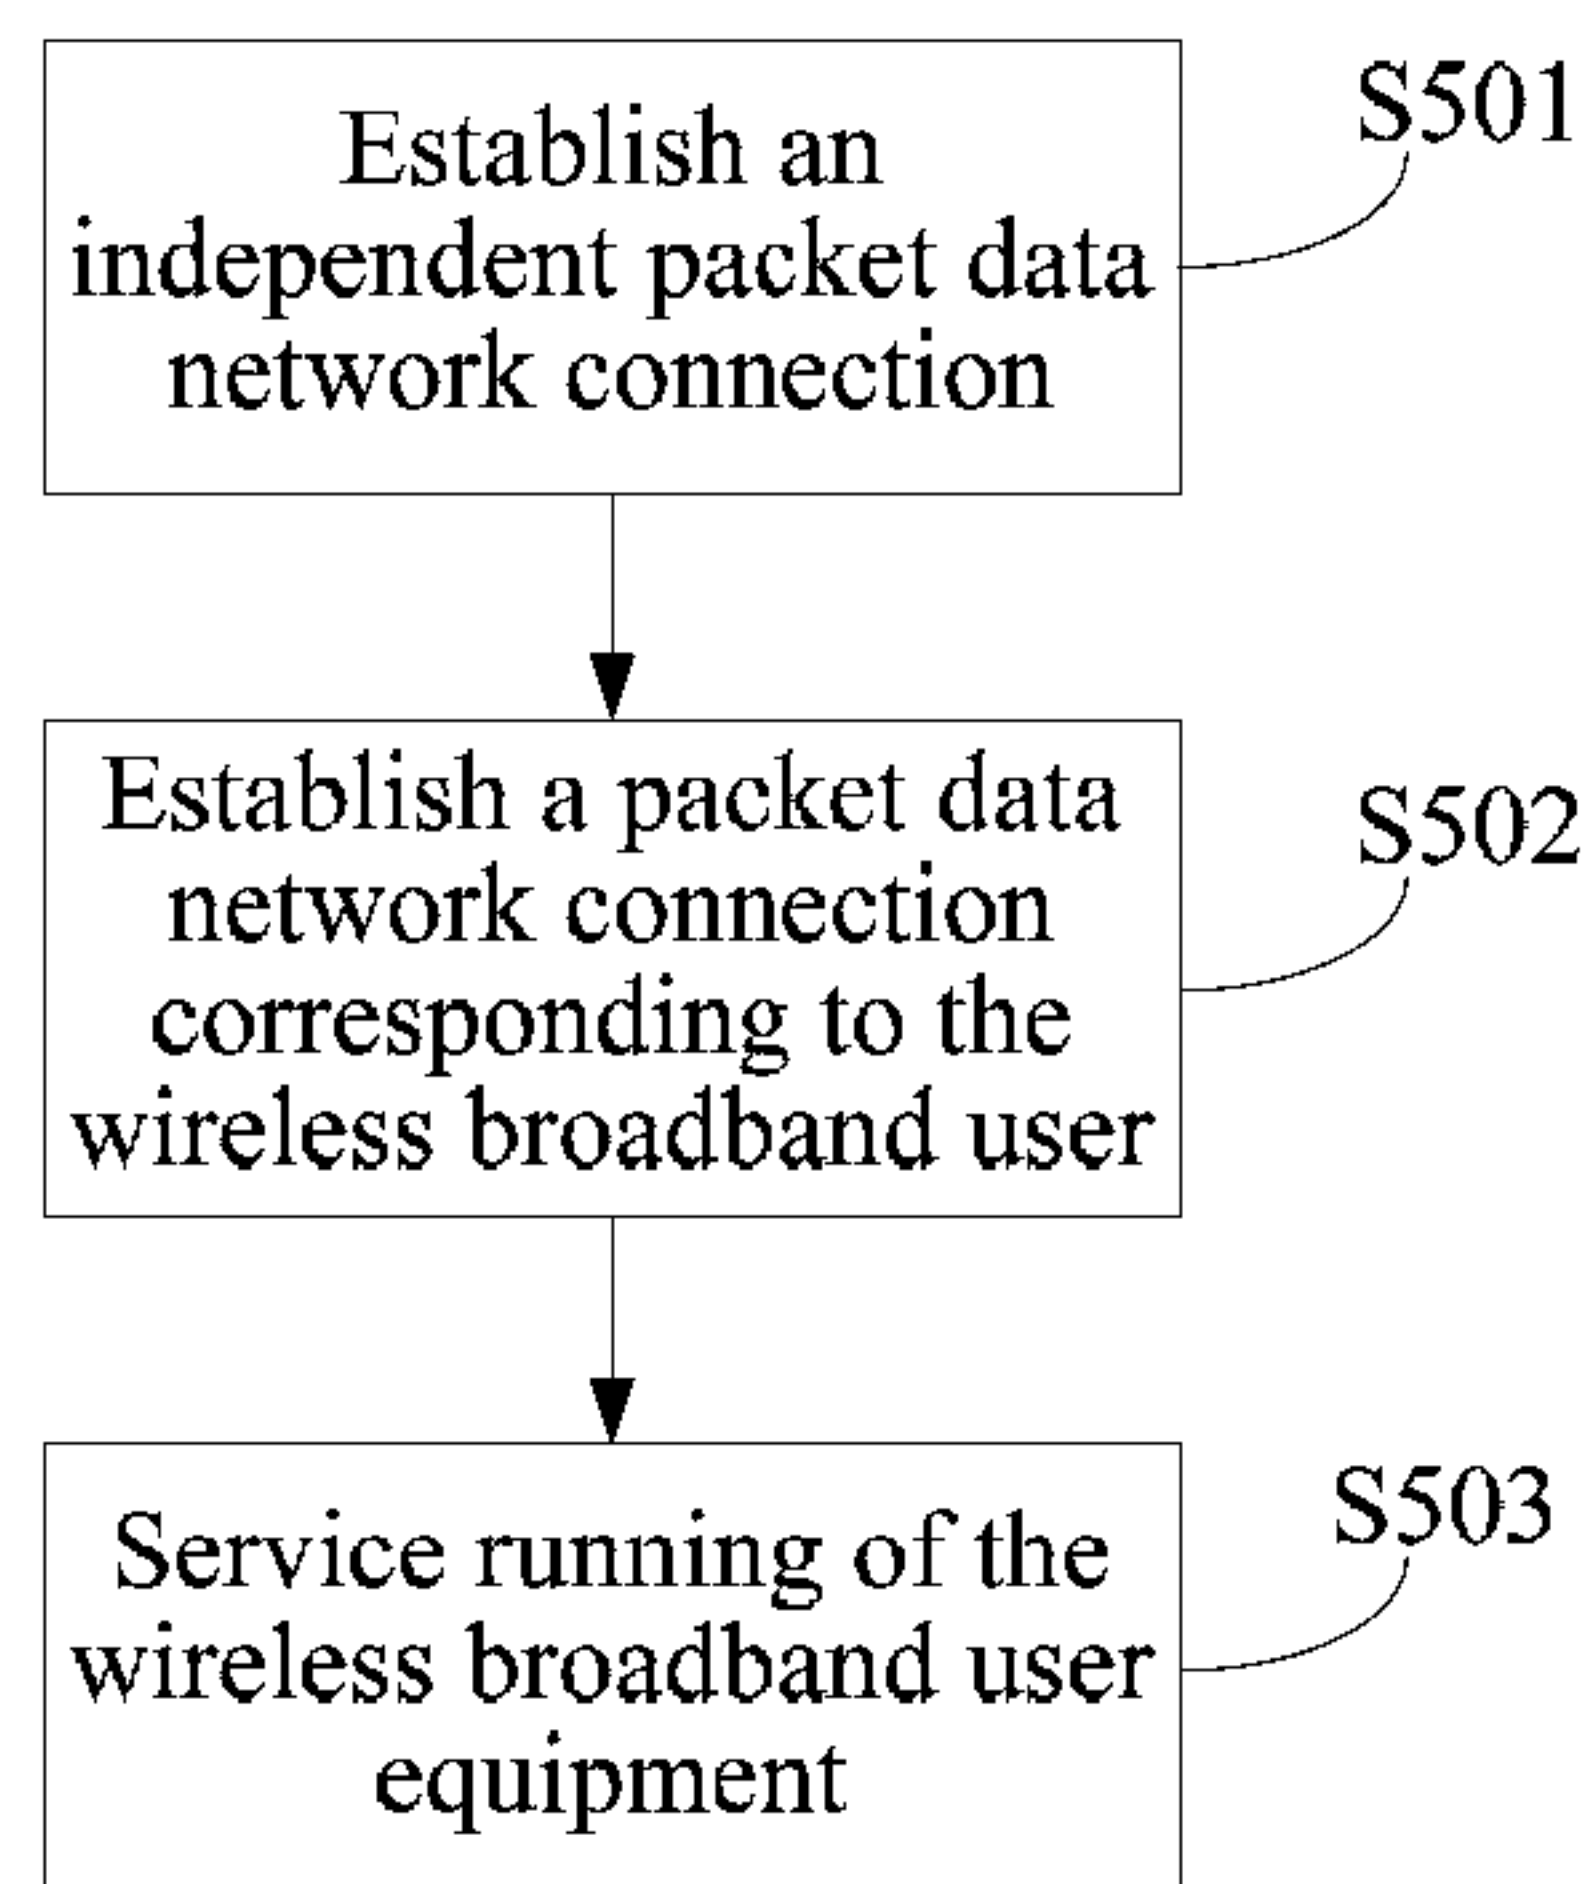 Establish an
independent packet data
network connection
S501
Establish a packet data
network connection
corresponding to the
wireless broadband user
S502
Service running of the
wireless broadband user
equipment
S503